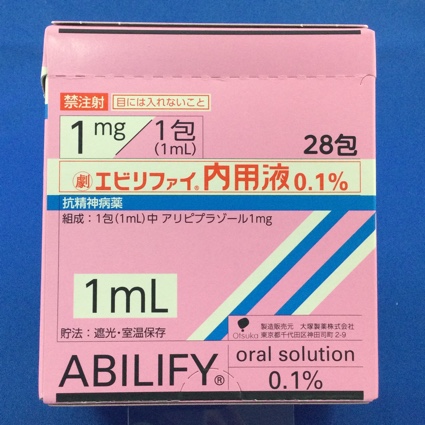 禁注射 目には入れないこと
1mg/1包
(1mL)
28包
劇 エビリファイ® 内用液 0.1%
抗精神病薬
組成：1包(1mL)中 アリピプラゾール1mg
1mL
貯法：遮光・室温保存
Otsuka
製造販売元 大塚製薬株式会社
東京都千代田区神田司町2-9
ABILIFY®
oral solution
0.1%